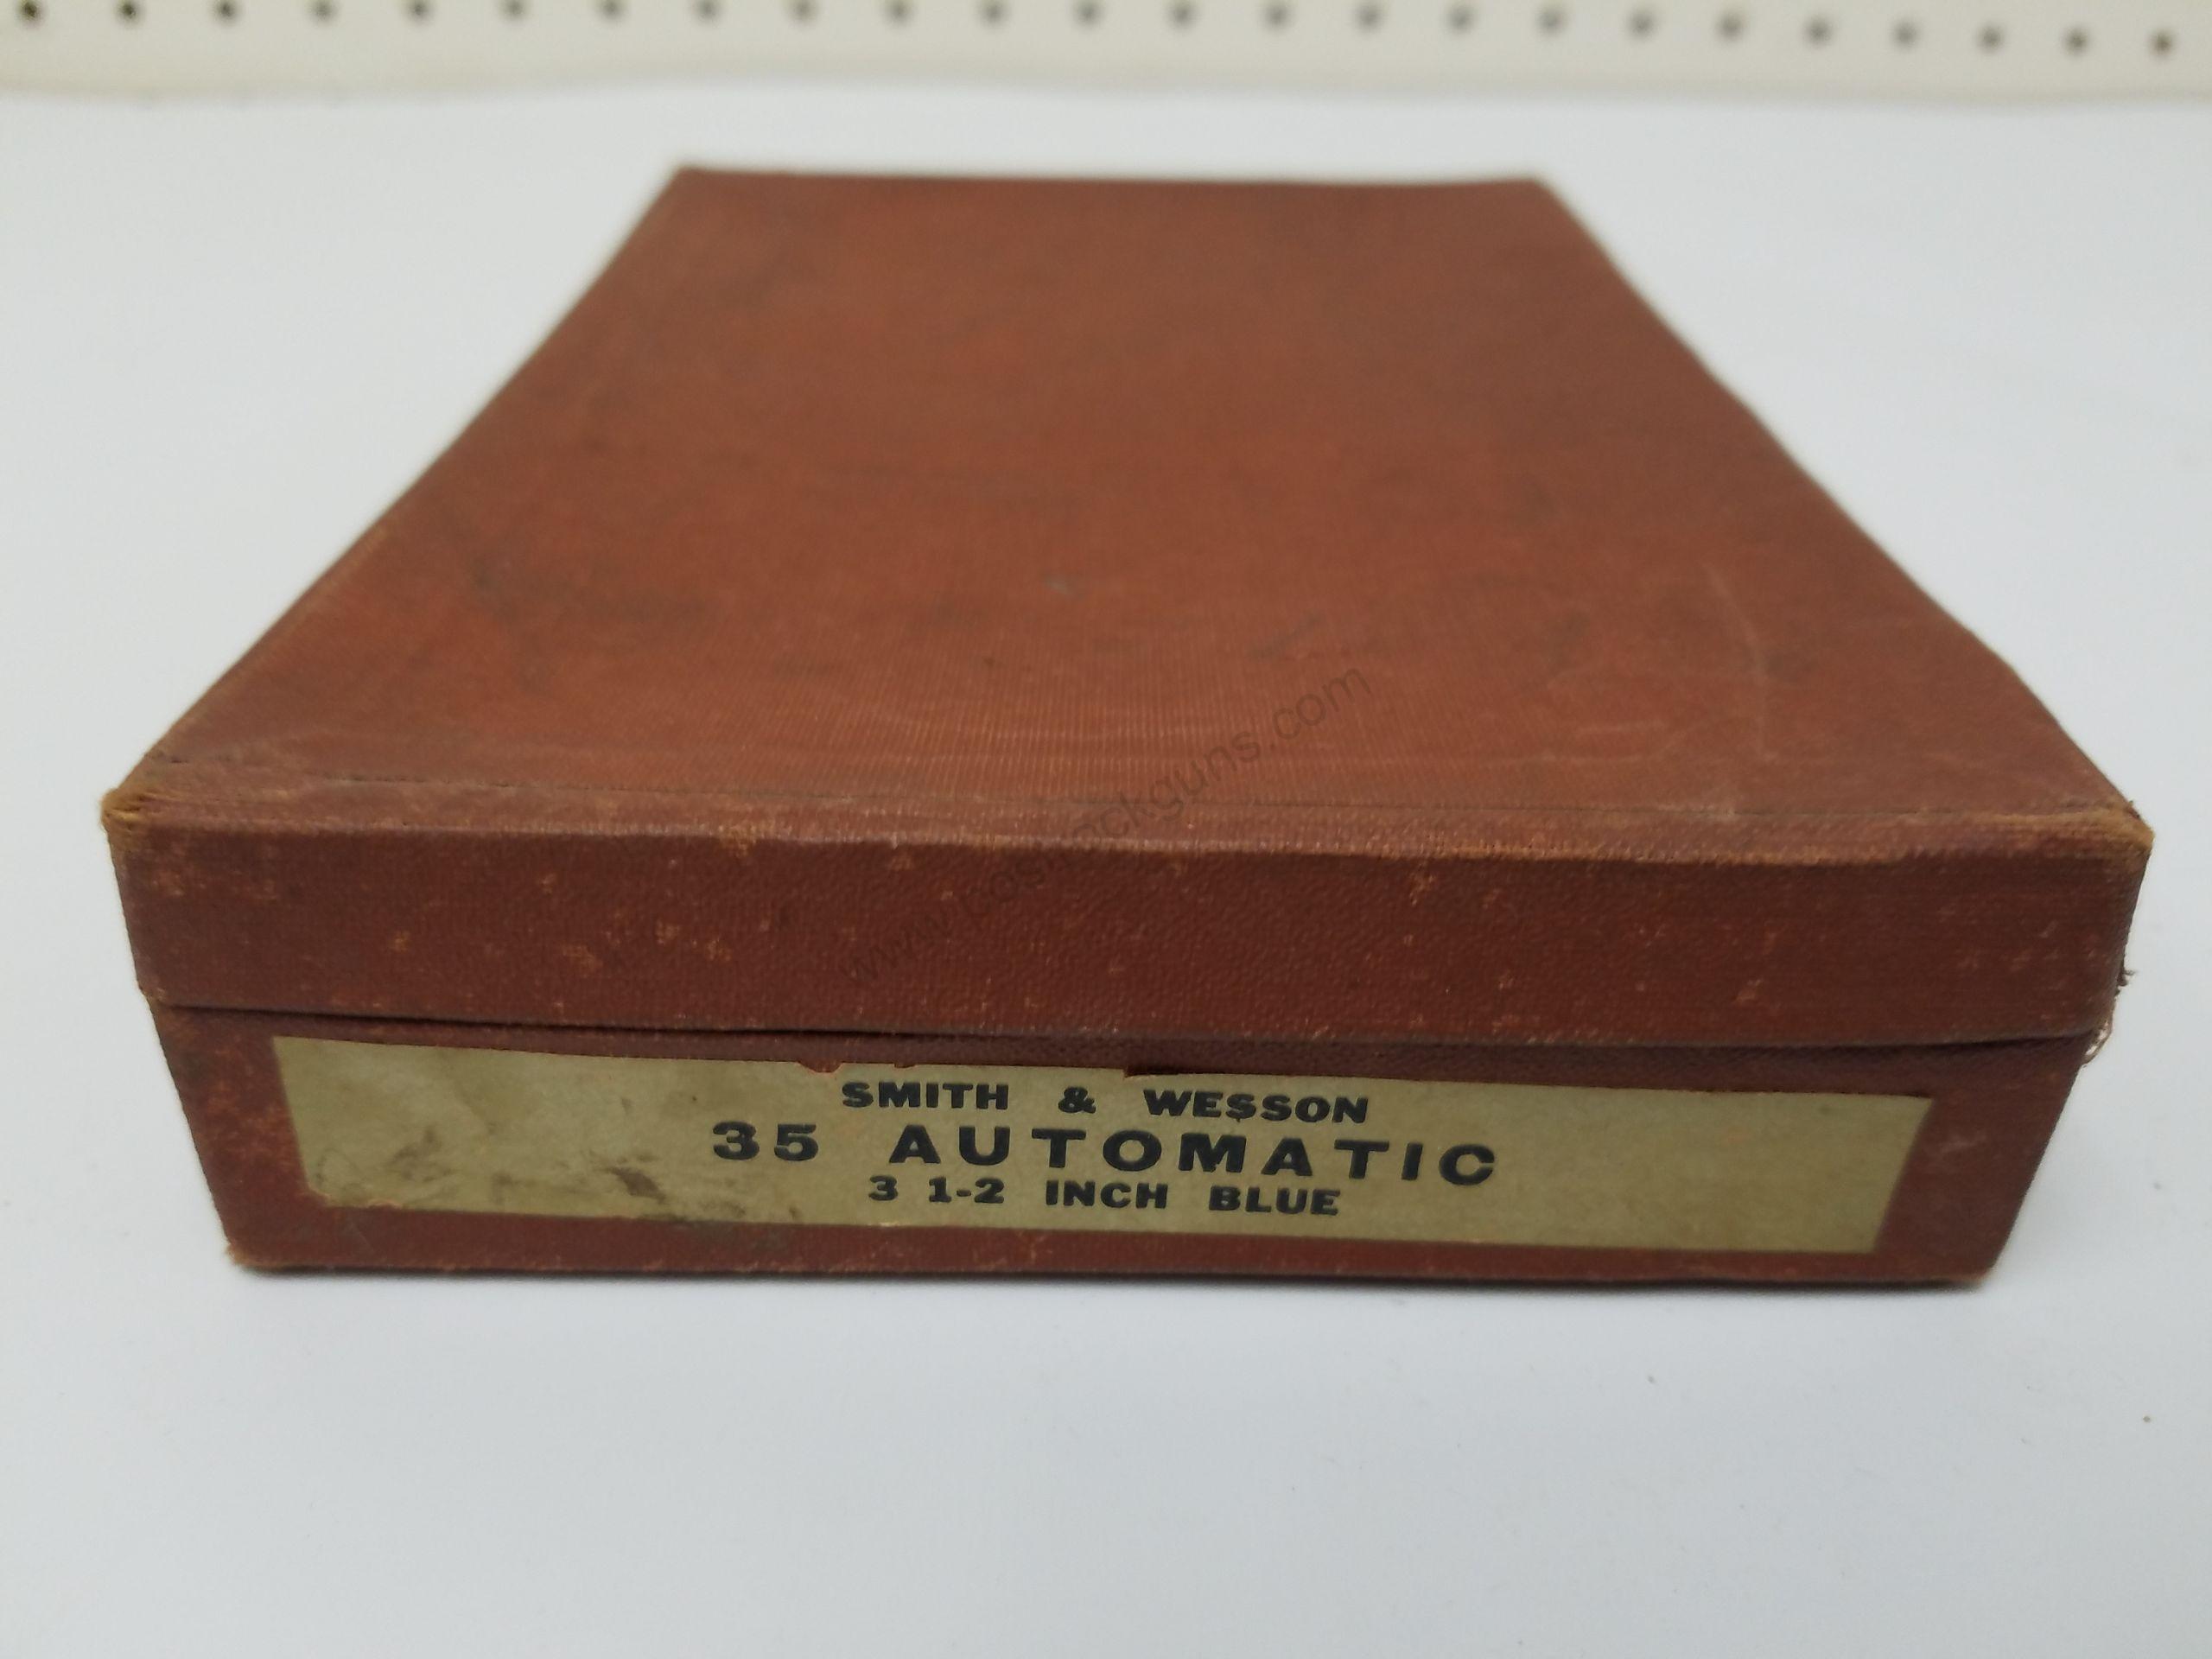 SMITH & WESSON
35 AUTOMATIC
3 1-2 INCH BLUE